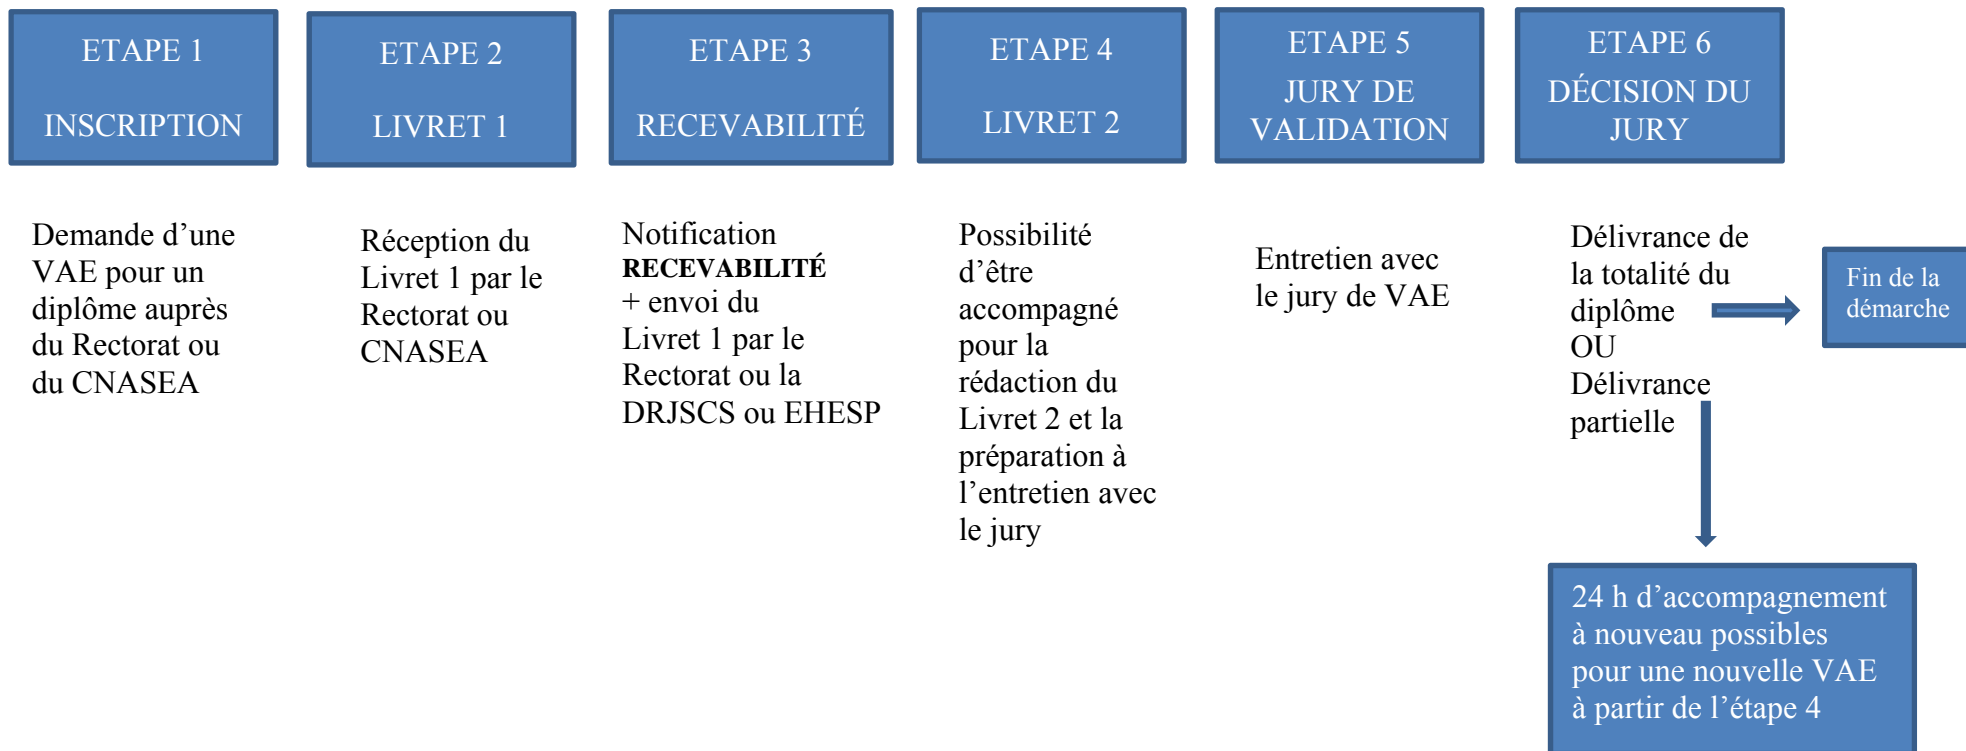 ETAPE 1
INSCRIPTION
ETAPE 2
LIVRET 1
ETAPE 3
RECEVABILITÉ
ETAPE 4
LIVRET 2
ETAPE 5
JURY DE
VALIDATION
ETAPE 6
DÉCISION DU
JURY
Demande d’une
VAE pour un
diplôme auprès
du Rectorat ou
du CNASEA
Réception du
Livret 1 par le
Rectorat ou
CNASEA
Notification
RECEVABILITÉ
+ envoi du
Livret 1 par le
Rectorat ou la
DRJSCS ou EHESP
Possibilité
d’être
accompagné
pour la
rédaction du
Livret 2 et la
préparation à
l’entretien avec
le jury
Entretien avec
le jury de VAE
Délivrance de
la totalité du
diplôme
OU
Délivrance
partielle
Fin de la
démarche
24 h d’accompagnement
à nouveau possibles
pour une nouvelle VAE
à partir de l’étape 4